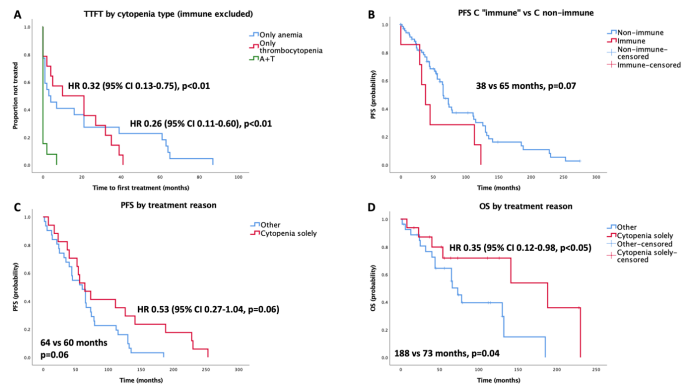 A
TTFT by cytopenia type (immune excluded)
Only anemia
Only
thrombocytopenia
A+T
HR 0.32 (95% CI 0.13-0.75), p<0.01
HR 0.26 (95% CI 0.11-0.60), p<0.01
Proportion not treated
1.0
0.8
0.6
0.4
0.2
0.0
0
20
40
60
80
100
Time to first treatment (months)
B
PFS C "immune" vs C non-immune
Non-immune
Immune
Non-immune-
censored
Immune-censored
38 vs 65 months, p=0.07
PFS (probability)
1.0
0.8
0.6
0.4
0.2
0.0
0
50
100
150
200
250
300
Time (months)
C
PFS by treatment reason
Other
Cytopenia solely
HR 0.53 (95% CI 0.27-1.04, p=0.06)
64 vs 60 months
p=0.06
PFS (probability)
1.0
0.8
0.6
0.4
0.2
0.0
0
50
100
150
200
250
300
Time (months)
D
OS by treatment reason
Other
Cytopenia solely
Other-censored
Cytopenia solely-
censored
HR 0.35 (95% CI 0.12-0.98, p<0.05)
188 vs 73 months, p=0.04
OS (probability)
1.0
0.8
0.6
0.4
0.2
0.0
0
50
100
150
200
250
Time (months)